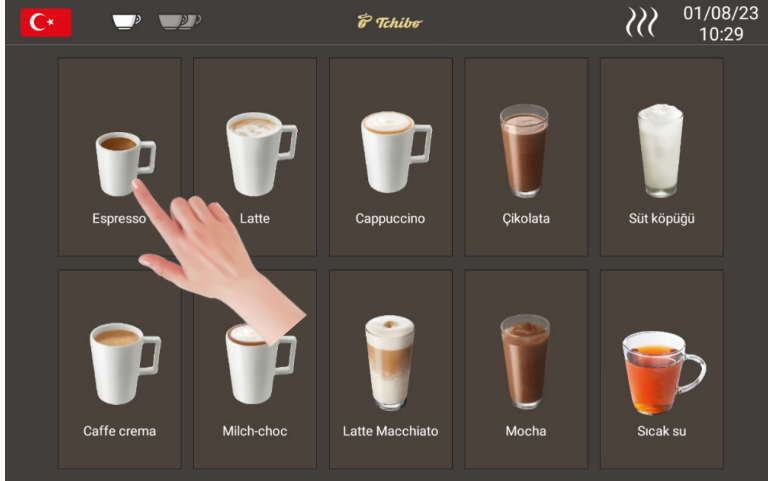 Tchibo
01/08/23
10:29
Espresso
Latte
Cappuccino
Çikolata
Süt köpüğü
Caffe crema
Milch-choc
Latte Macchiato
Mocha
Sıcak su